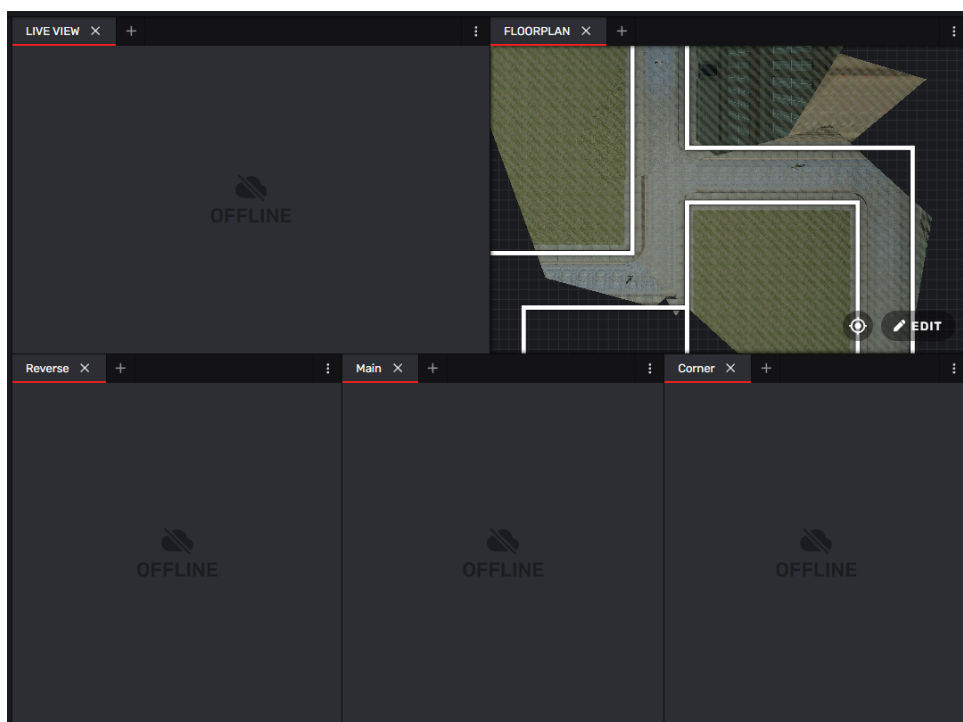 LIVE VIEW
FLOORPLAN
OFFLINE
EDIT
Reverse
Main
Corner
OFFLINE
OFFLINE
OFFLINE